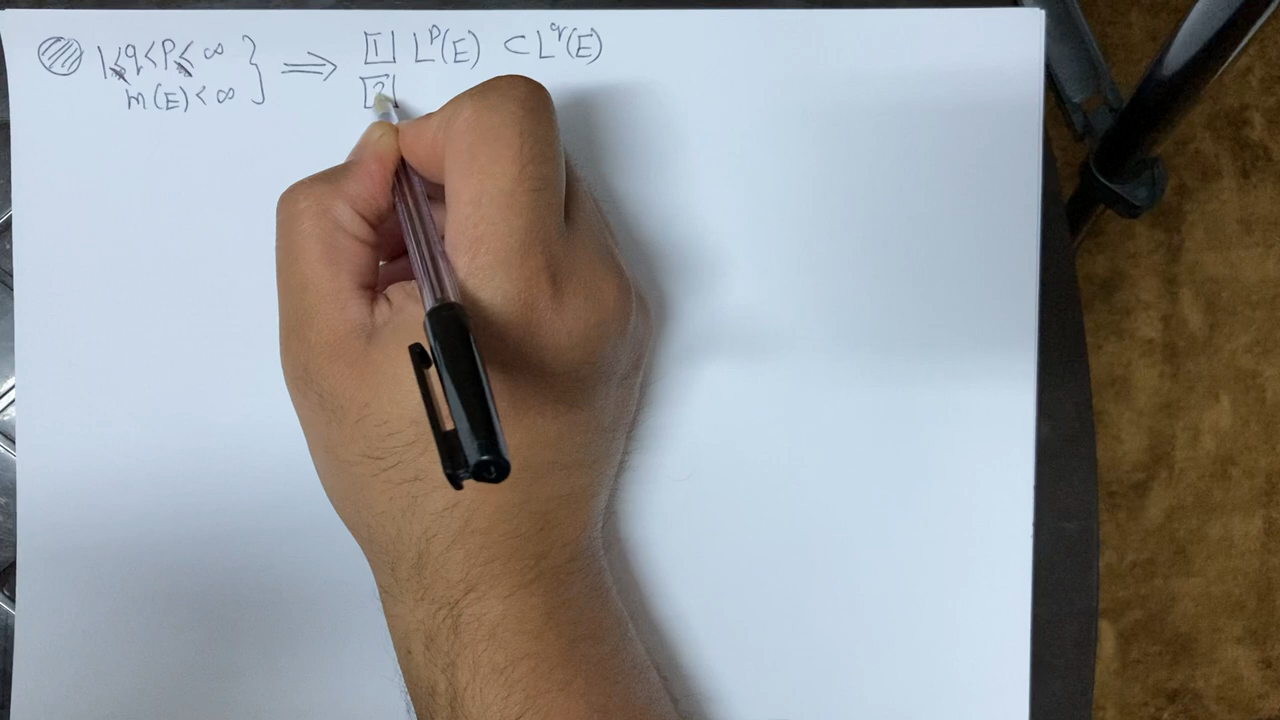 1≤q<p≤∞ } ⟹ [1] L^p(E) ⊂ L^q(E)
m(E)<∞ [2]